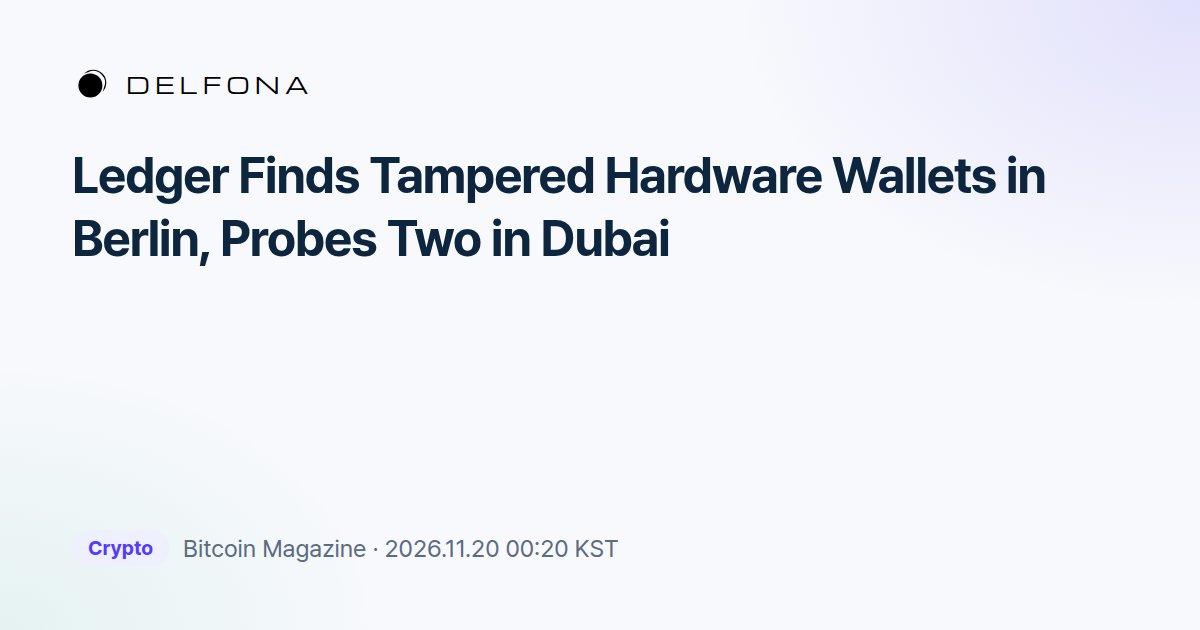 DELFONA
Ledger Finds Tampered Hardware Wallets in
Berlin, Probes Two in Dubai
Crypto Bitcoin Magazine · 2026.11.20 00:20 KST